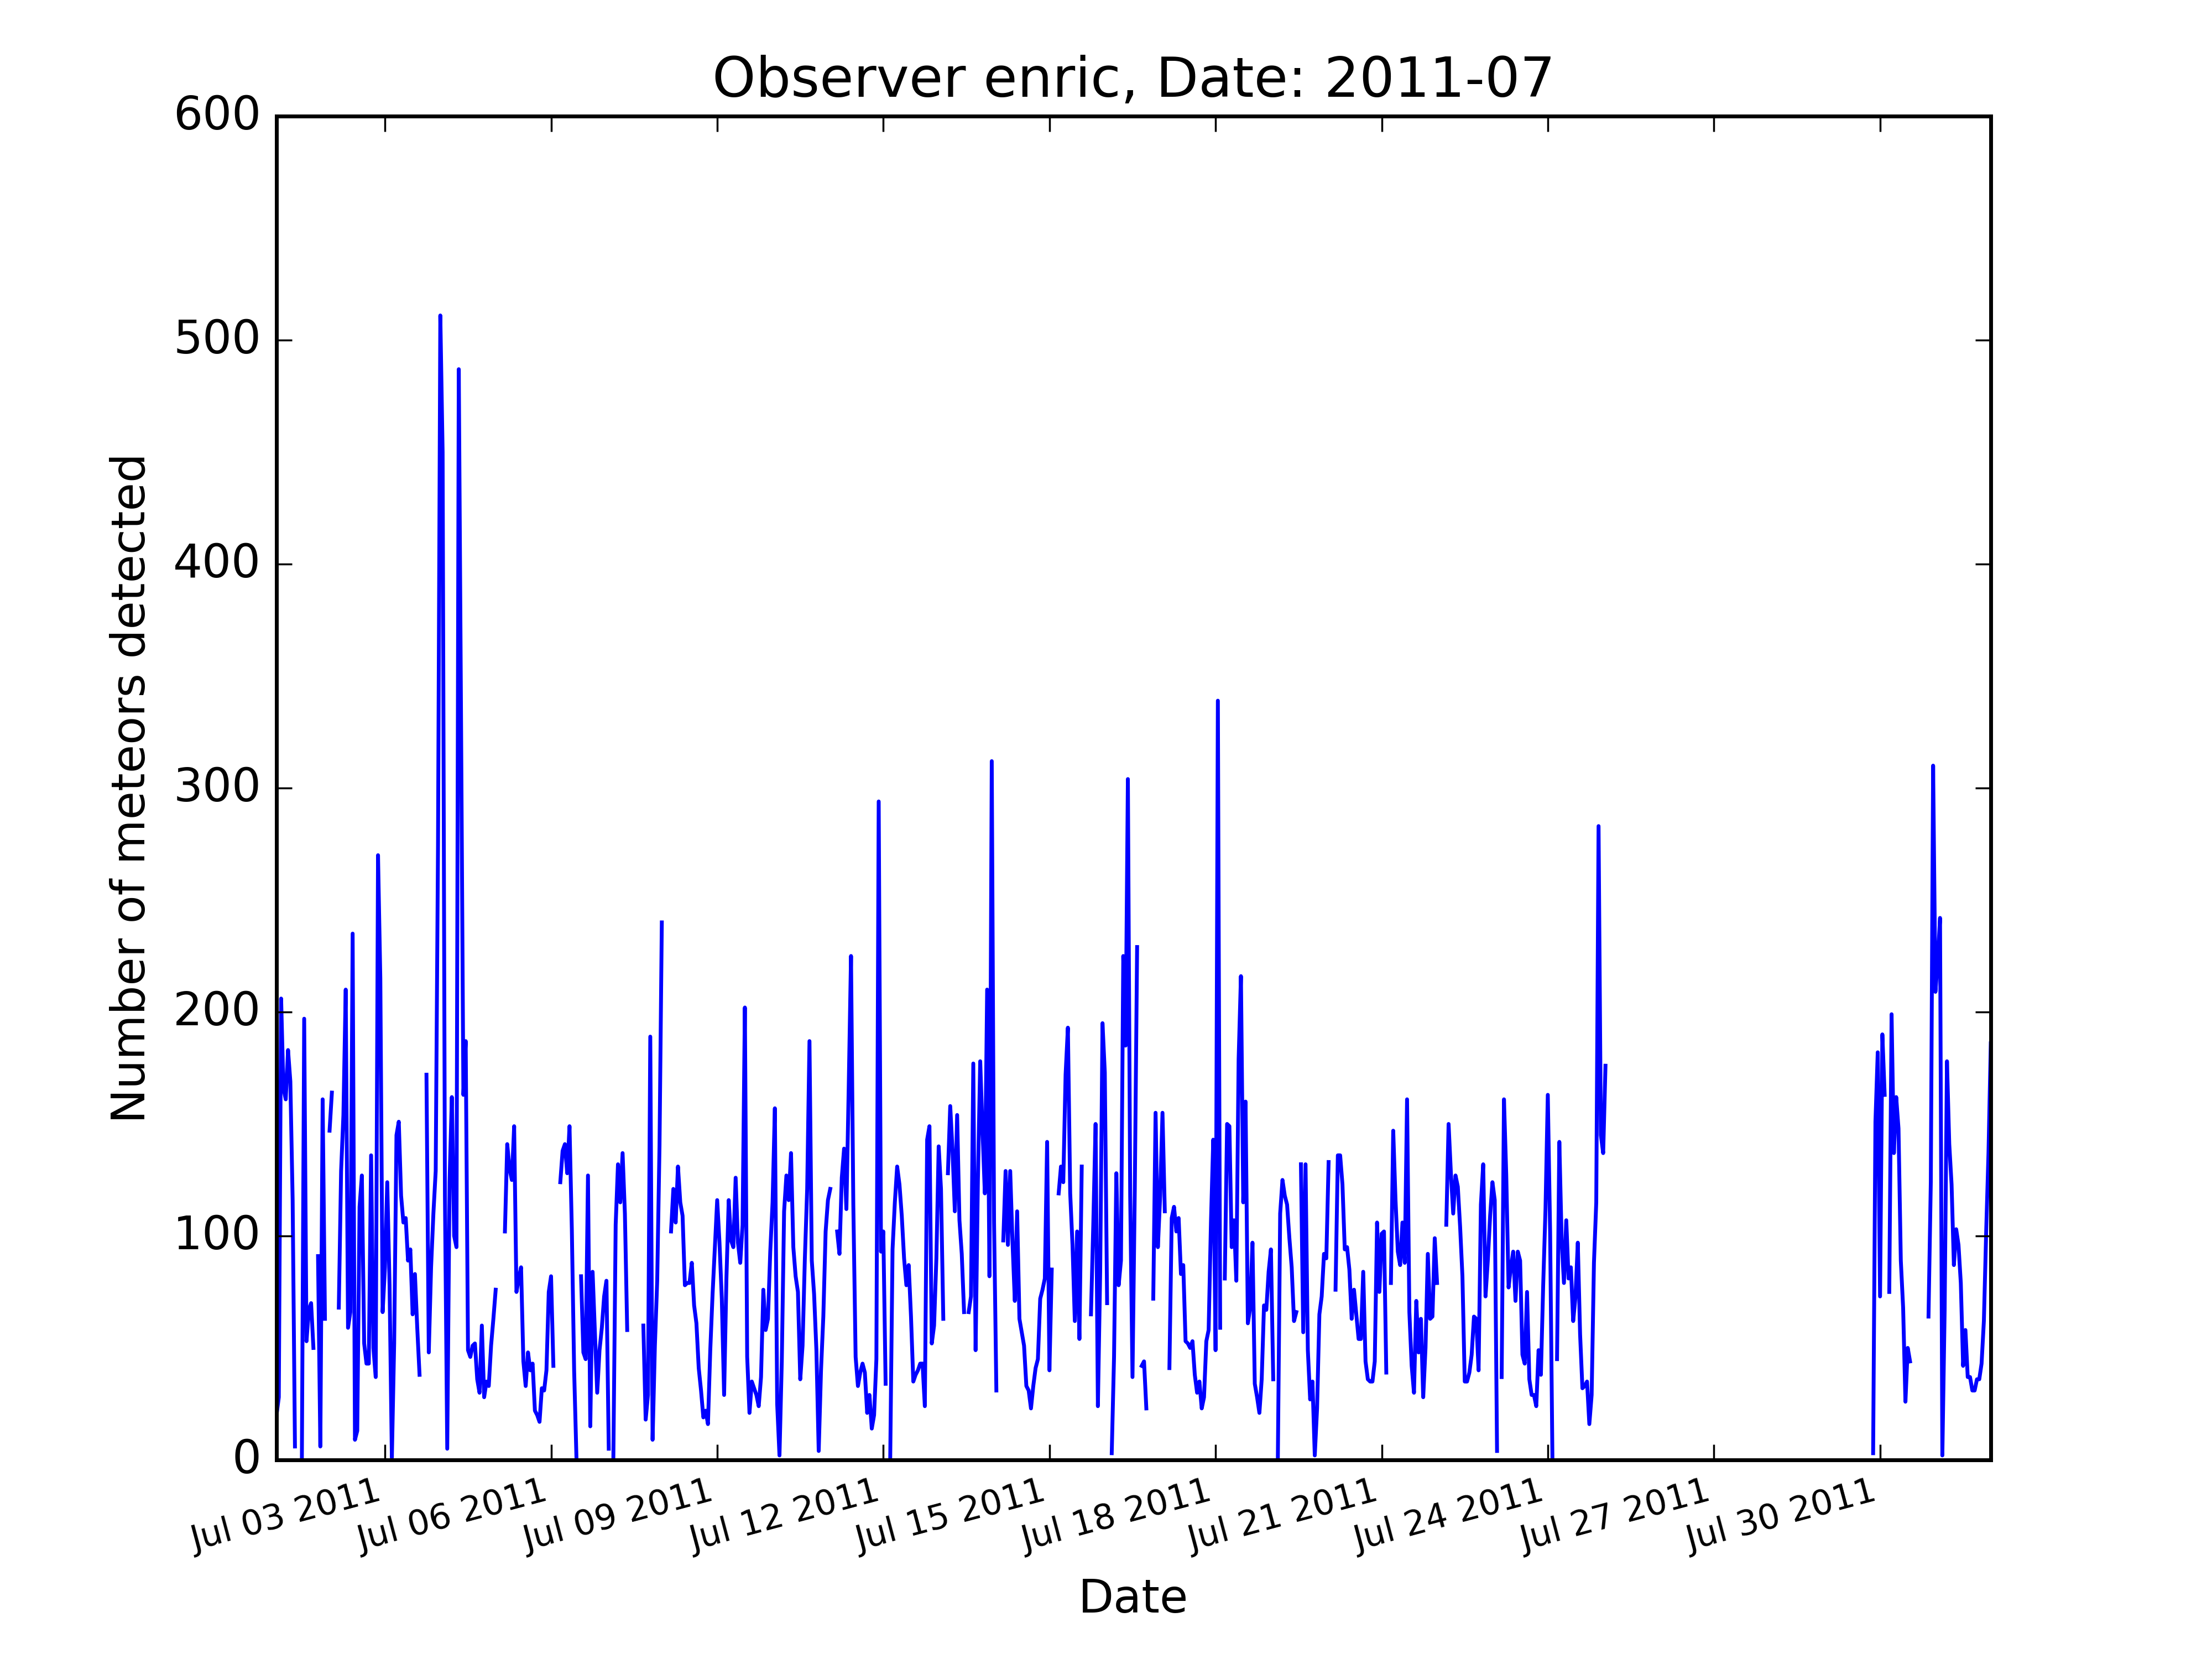 Observer enric, Date: 2011-07
600
500
400
300
200
100
0
Number of meteors detected
Jul 03 2011
Jul 06 2011
Jul 09 2011
Jul 12 2011
Jul 15 2011
Jul 18 2011
Jul 21 2011
Jul 24 2011
Jul 27 2011
Jul 30 2011
Date